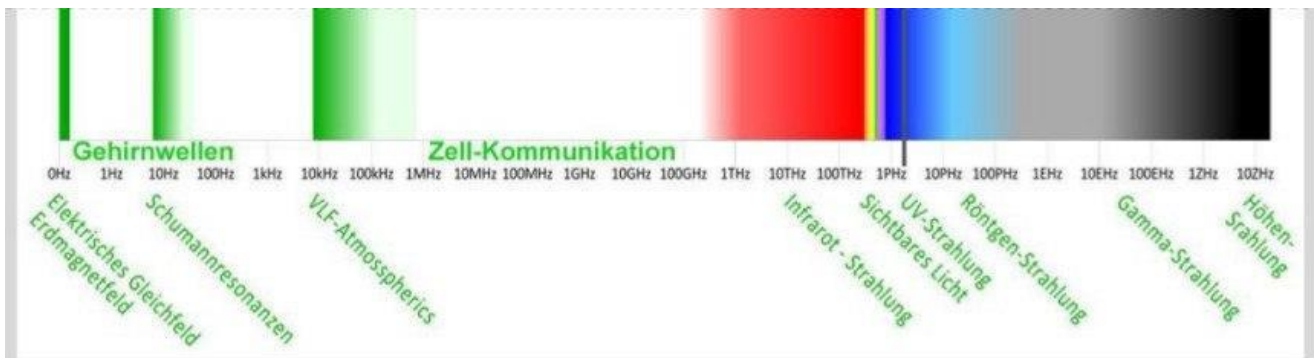 Gehirnwellen Zell-Kommunikation
0Hz 1Hz 10Hz 100Hz 1kHz 10kHz 100kHz 1MHz 10MHz 100MHz 1GHz 10GHz 100GHz 1THz 10THz 100THz 1PHz 10PHz 100PHz 1EHz 10EHz 100EHz 1ZHz 10ZHz
Elektrisches Gleichfeld
Erdmagnetfeld
Schumannresonanzen
VLF-Atmosspherics
Infrarot - Strahlung
Sichtbares Licht
UV-Strahlung
Röntgen-Strahlung
Gamma-Strahlung
Höhen-
Srahlung